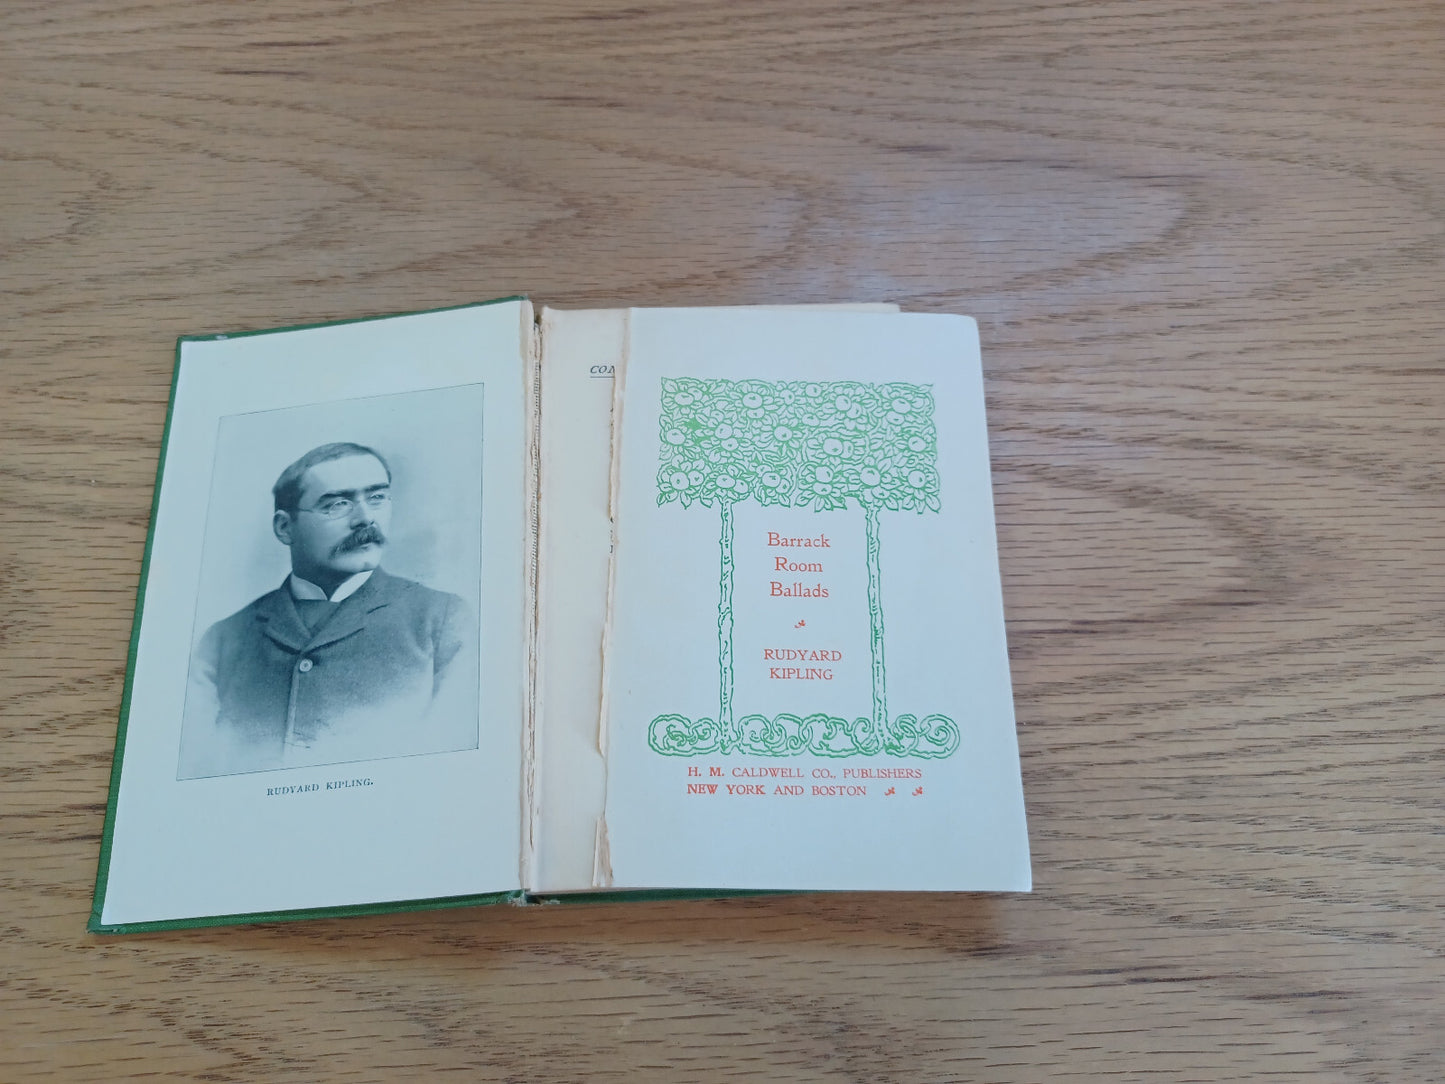 RUDYARD KIPLING.
Barrack
Room
Ballads
RUDYARD
KIPLING
H. M. CALDWELL CO., PUBLISHERS
NEW YORK AND BOSTON